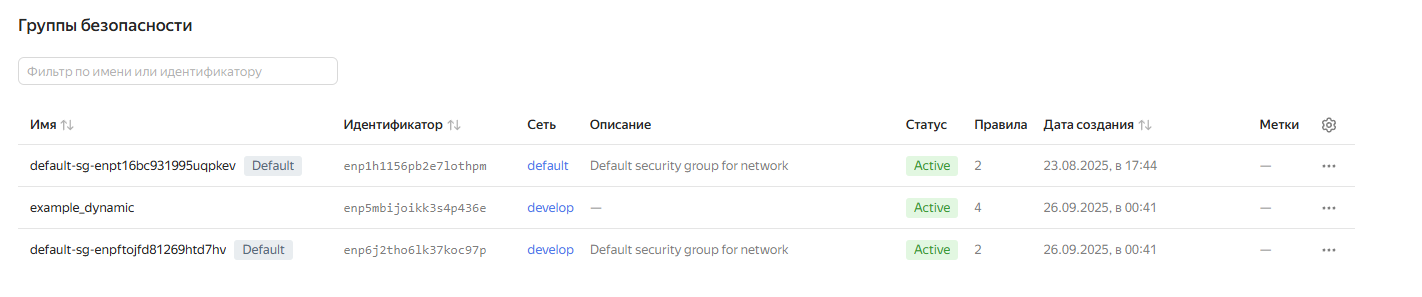 Группы безопасности
Фильтр по имени или идентификатору
Имя Идентификатор Сеть Описание Статус Правила Дата создания Метки
default-sg-enpt16bc931995uqpkev Default enp1h1156pb2e7lothpm default Default security group for network Active 2 23.08.2025, в 17:44 —
example_dynamic enp5mbijoikk3s4p436e develop — Active 4 26.09.2025, в 00:41 —
default-sg-enpftojfd81269htd7hv Default enp6j2tho6lk37koc97p develop Default security group for network Active 2 26.09.2025, в 00:41 —